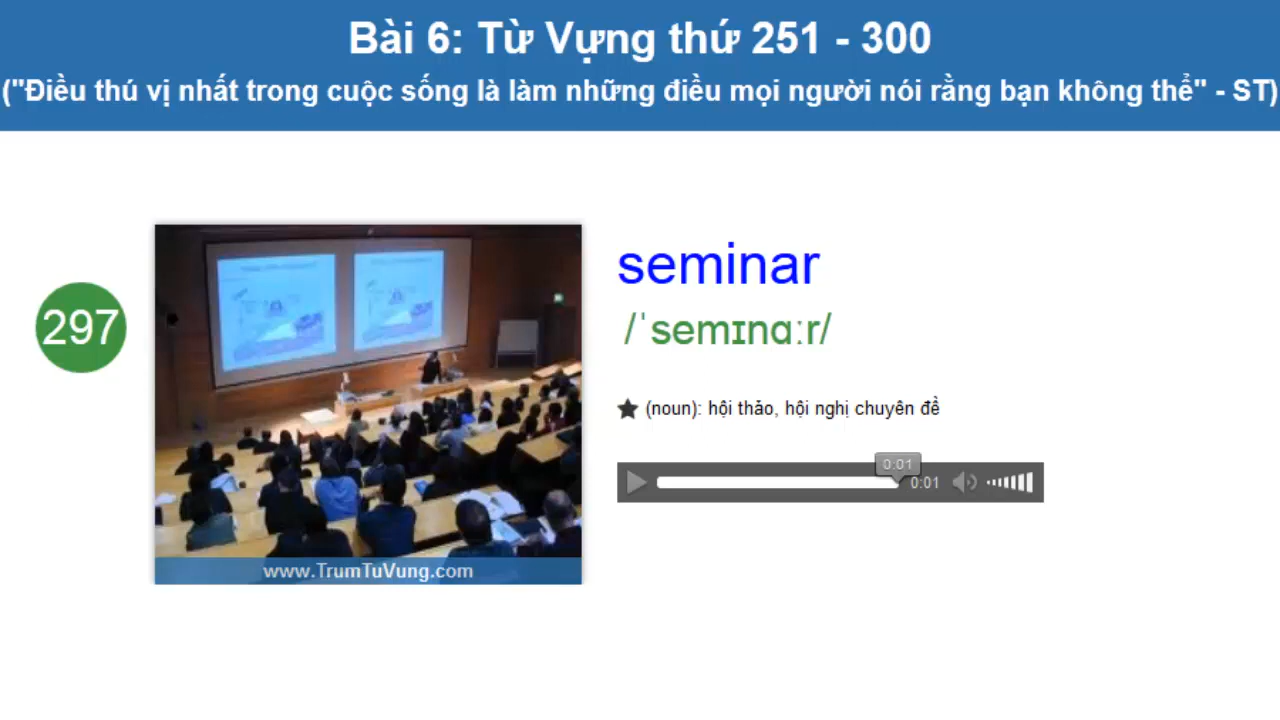 Bài 6: Từ Vựng thứ 251 - 300
("Điều thú vị nhất trong cuộc sống là làm những điều mọi người nói rằng bạn không thể" - ST)
297
seminar
/ˈsemɪnɑːr/
★ (noun): hội thảo, hội nghị chuyên đề
0:01
0:01
www.TrumTuVung.com